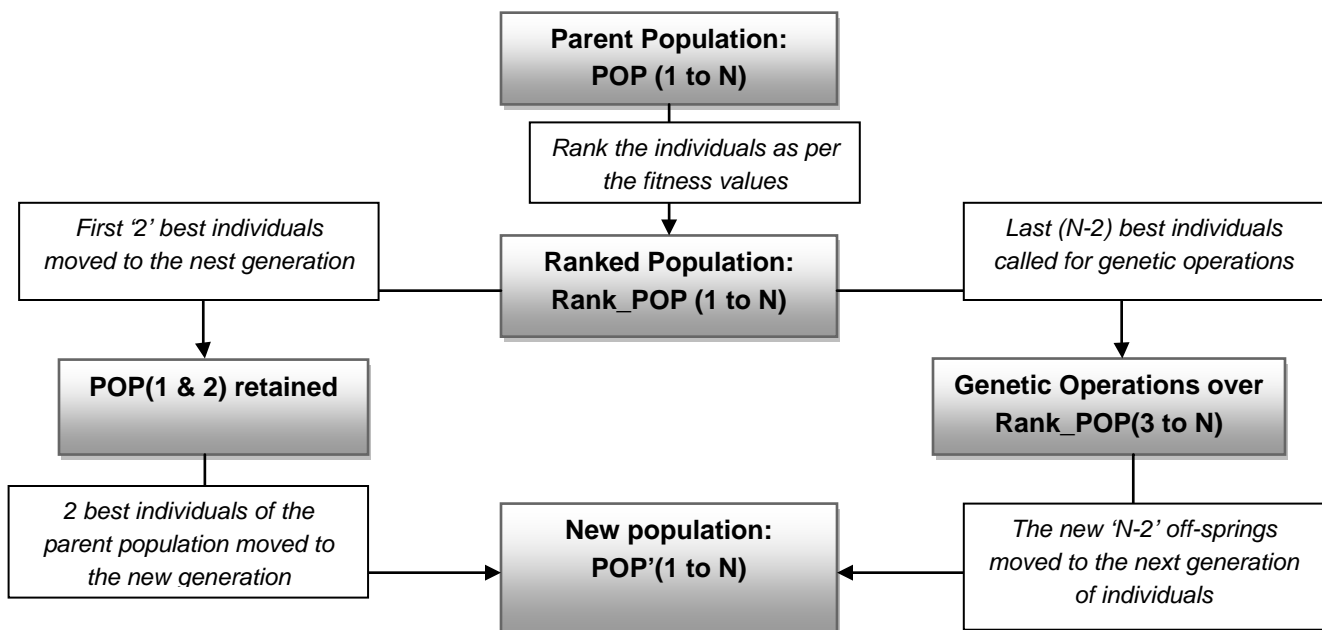 Parent Population:
POP (1 to N)
Rank the individuals as per
the fitness values
First ‘2’ best individuals
moved to the nest generation
Last (N-2) best individuals
called for genetic operations
Ranked Population:
Rank_POP (1 to N)
POP(1 & 2) retained
Genetic Operations over
Rank_POP(3 to N)
2 best individuals of the
parent population moved to
the new generation
New population:
POP’(1 to N)
The new ‘N-2’ off-springs
moved to the next generation
of individuals